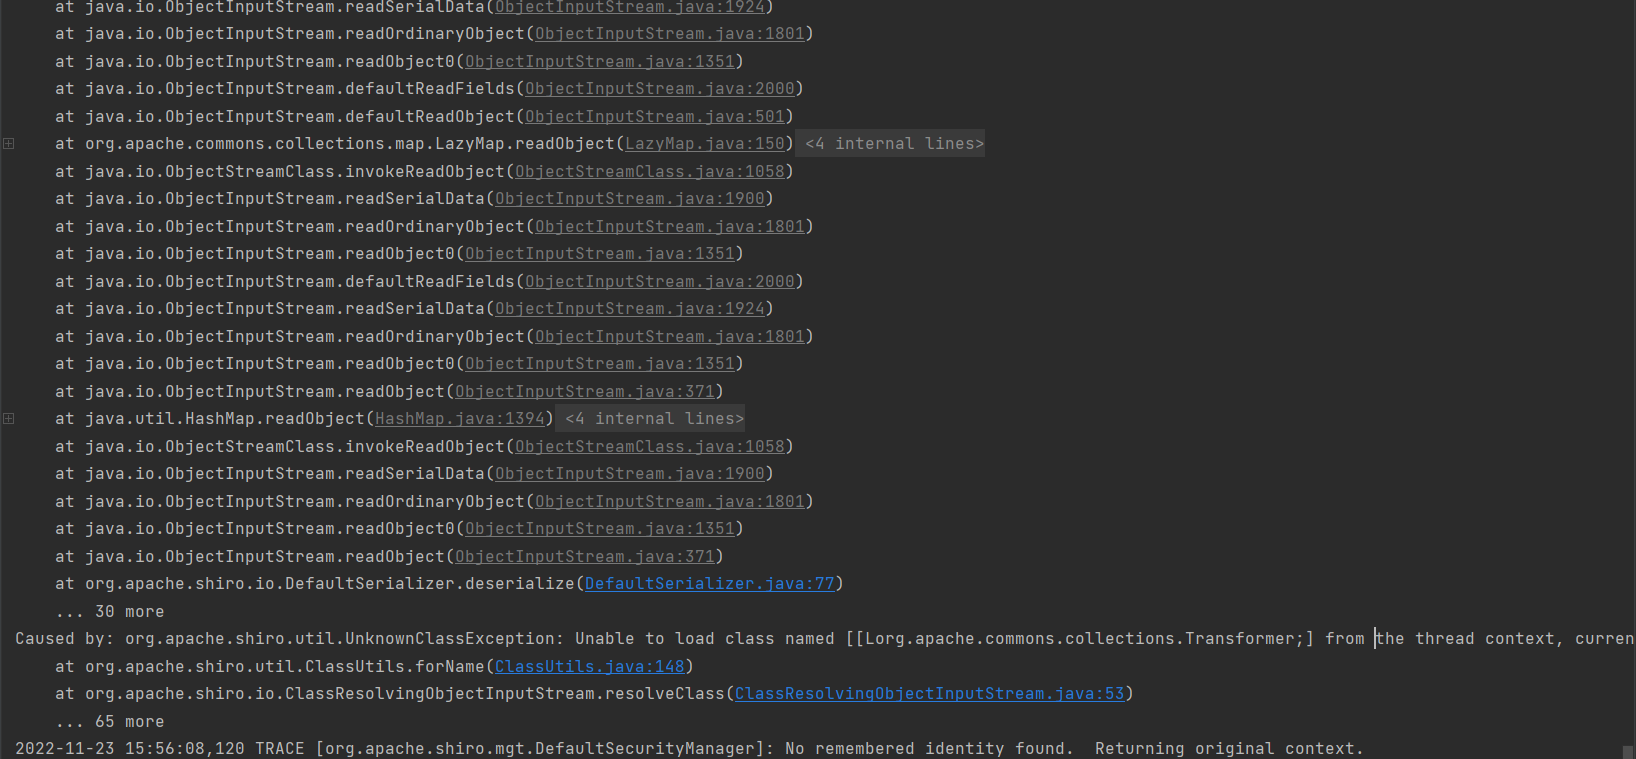 at java.io.ObjectInputStream.readSerialData(ObjectInputStream.java:1924)
at java.io.ObjectInputStream.readOrdinaryObject(ObjectInputStream.java:1801)
at java.io.ObjectInputStream.readObject0(ObjectInputStream.java:1351)
at java.io.ObjectInputStream.defaultReadFields(ObjectInputStream.java:2000)
at java.io.ObjectInputStream.defaultReadObject(ObjectInputStream.java:501)
at org.apache.commons.collections.map.LazyMap.readObject(LazyMap.java:150) <4 internal lines>
at java.io.ObjectStreamClass.invokeReadObject(ObjectStreamClass.java:1058)
at java.io.ObjectInputStream.readSerialData(ObjectInputStream.java:1900)
at java.io.ObjectInputStream.readOrdinaryObject(ObjectInputStream.java:1801)
at java.io.ObjectInputStream.readObject0(ObjectInputStream.java:1351)
at java.io.ObjectInputStream.defaultReadFields(ObjectInputStream.java:2000)
at java.io.ObjectInputStream.readSerialData(ObjectInputStream.java:1924)
at java.io.ObjectInputStream.readOrdinaryObject(ObjectInputStream.java:1801)
at java.io.ObjectInputStream.readObject0(ObjectInputStream.java:1351)
at java.io.ObjectInputStream.readObject(ObjectInputStream.java:371)
at java.util.HashMap.readObject(HashMap.java:1394) <4 internal lines>
at java.io.ObjectStreamClass.invokeReadObject(ObjectStreamClass.java:1058)
at java.io.ObjectInputStream.readSerialData(ObjectInputStream.java:1900)
at java.io.ObjectInputStream.readOrdinaryObject(ObjectInputStream.java:1801)
at java.io.ObjectInputStream.readObject0(ObjectInputStream.java:1351)
at java.io.ObjectInputStream.readObject(ObjectInputStream.java:371)
at org.apache.shiro.io.DefaultSerializer.deserialize(DefaultSerializer.java:77)
... 30 more
Caused by: org.apache.shiro.util.UnknownClassException: Unable to load class named [[Lorg.apache.commons.collections.Transformer;] from the thread context, curren
at org.apache.shiro.util.ClassUtils.forName(ClassUtils.java:148)
at org.apache.shiro.io.ClassResolvingObjectInputStream.resolveClass(ClassResolvingObjectInputStream.java:53)
... 65 more
2022-11-23 15:56:08,120 TRACE [org.apache.shiro.mgt.DefaultSecurityManager]: No remembered identity found.  Returning original context.